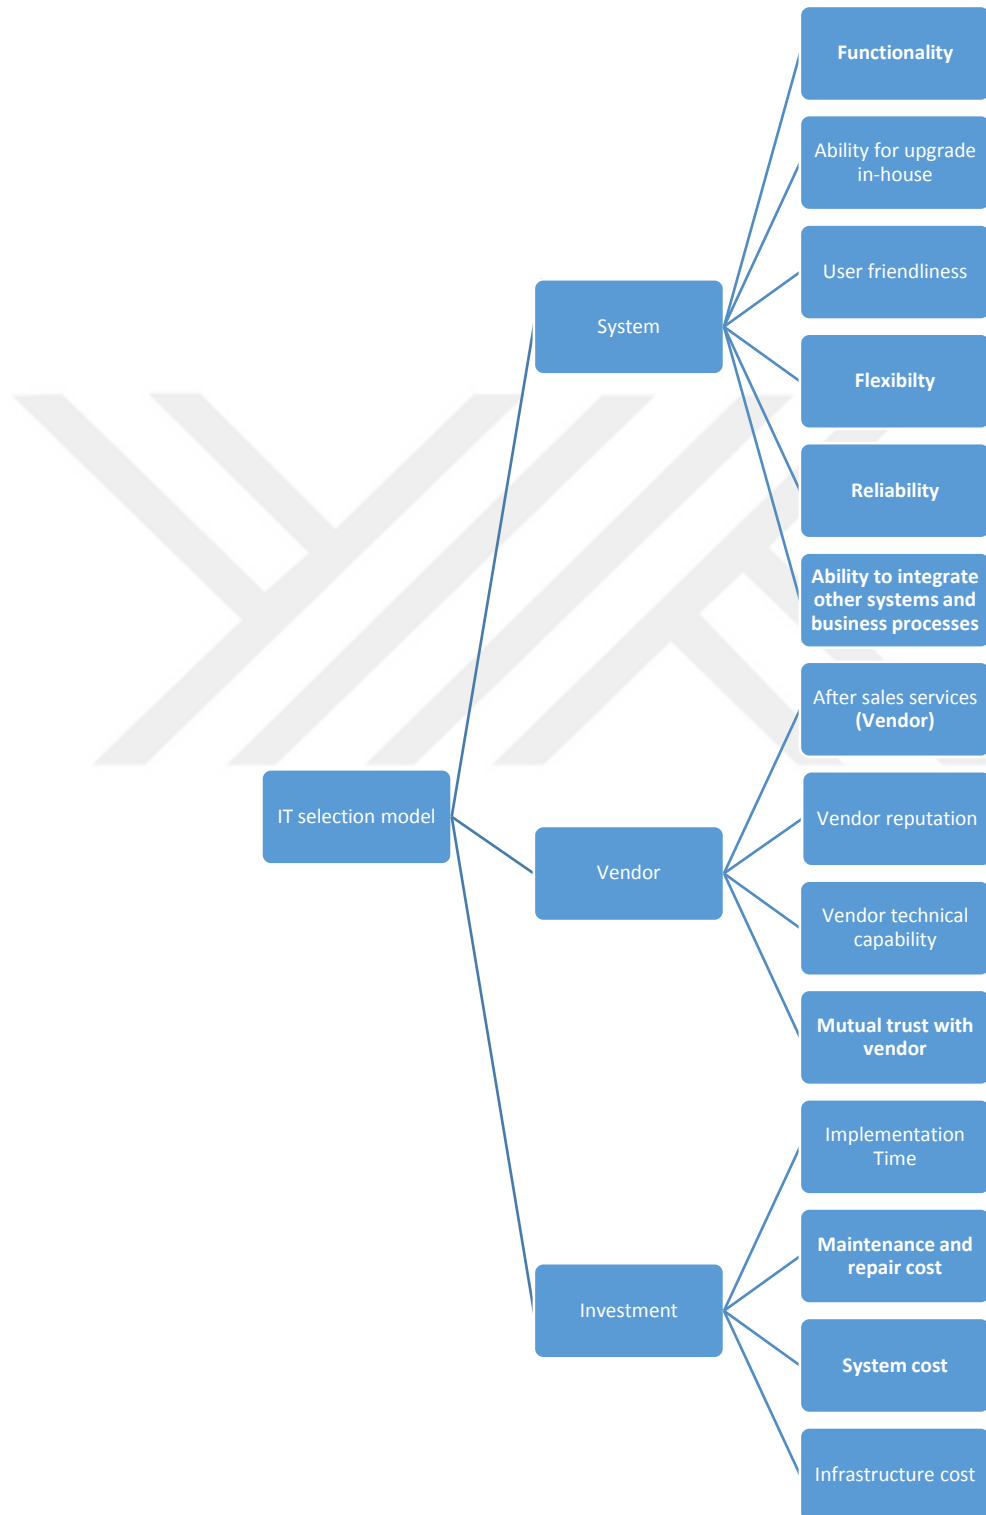 Functionality
Ability for upgrade
in-house
User friendliness
System
Flexibilty
Reliability
Ability to integrate
other systems and
business processes
After sales services
(Vendor)
IT selection model
Vendor reputation
Vendor
Vendor technical
capability
Mutual trust with
vendor
Implementation
Time
Maintenance and
repair cost
Investment
System cost
Infrastructure cost